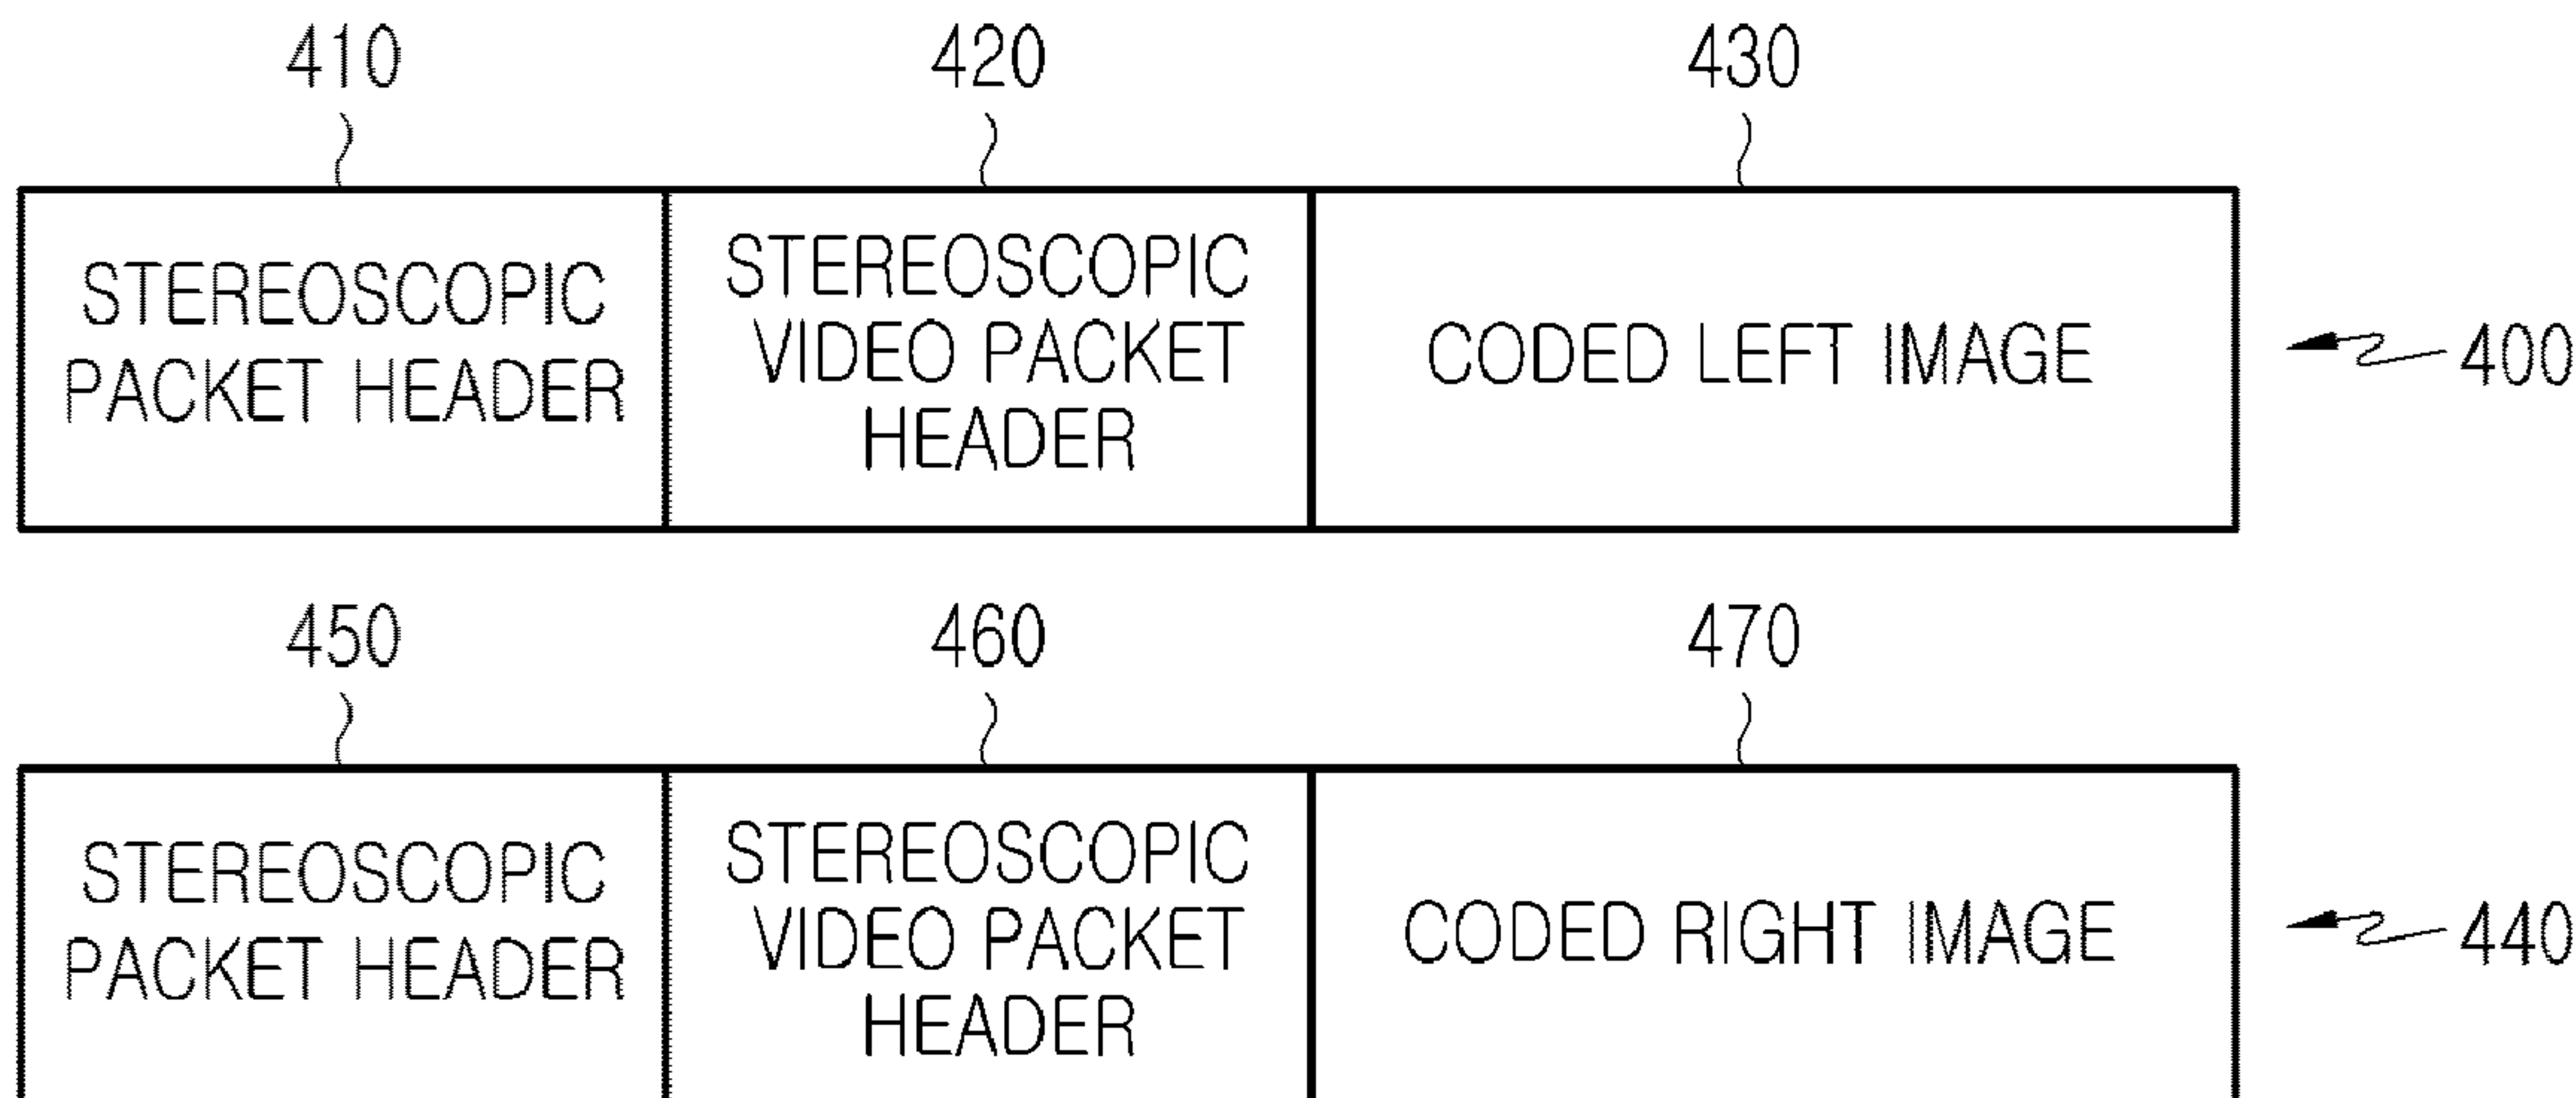 410 420 430
STEREOSCOPIC
PACKET HEADER
STEREOSCOPIC
VIDEO PACKET
HEADER
CODED LEFT IMAGE
400
450 460 470
STEREOSCOPIC
PACKET HEADER
STEREOSCOPIC
VIDEO PACKET
HEADER
CODED RIGHT IMAGE
440